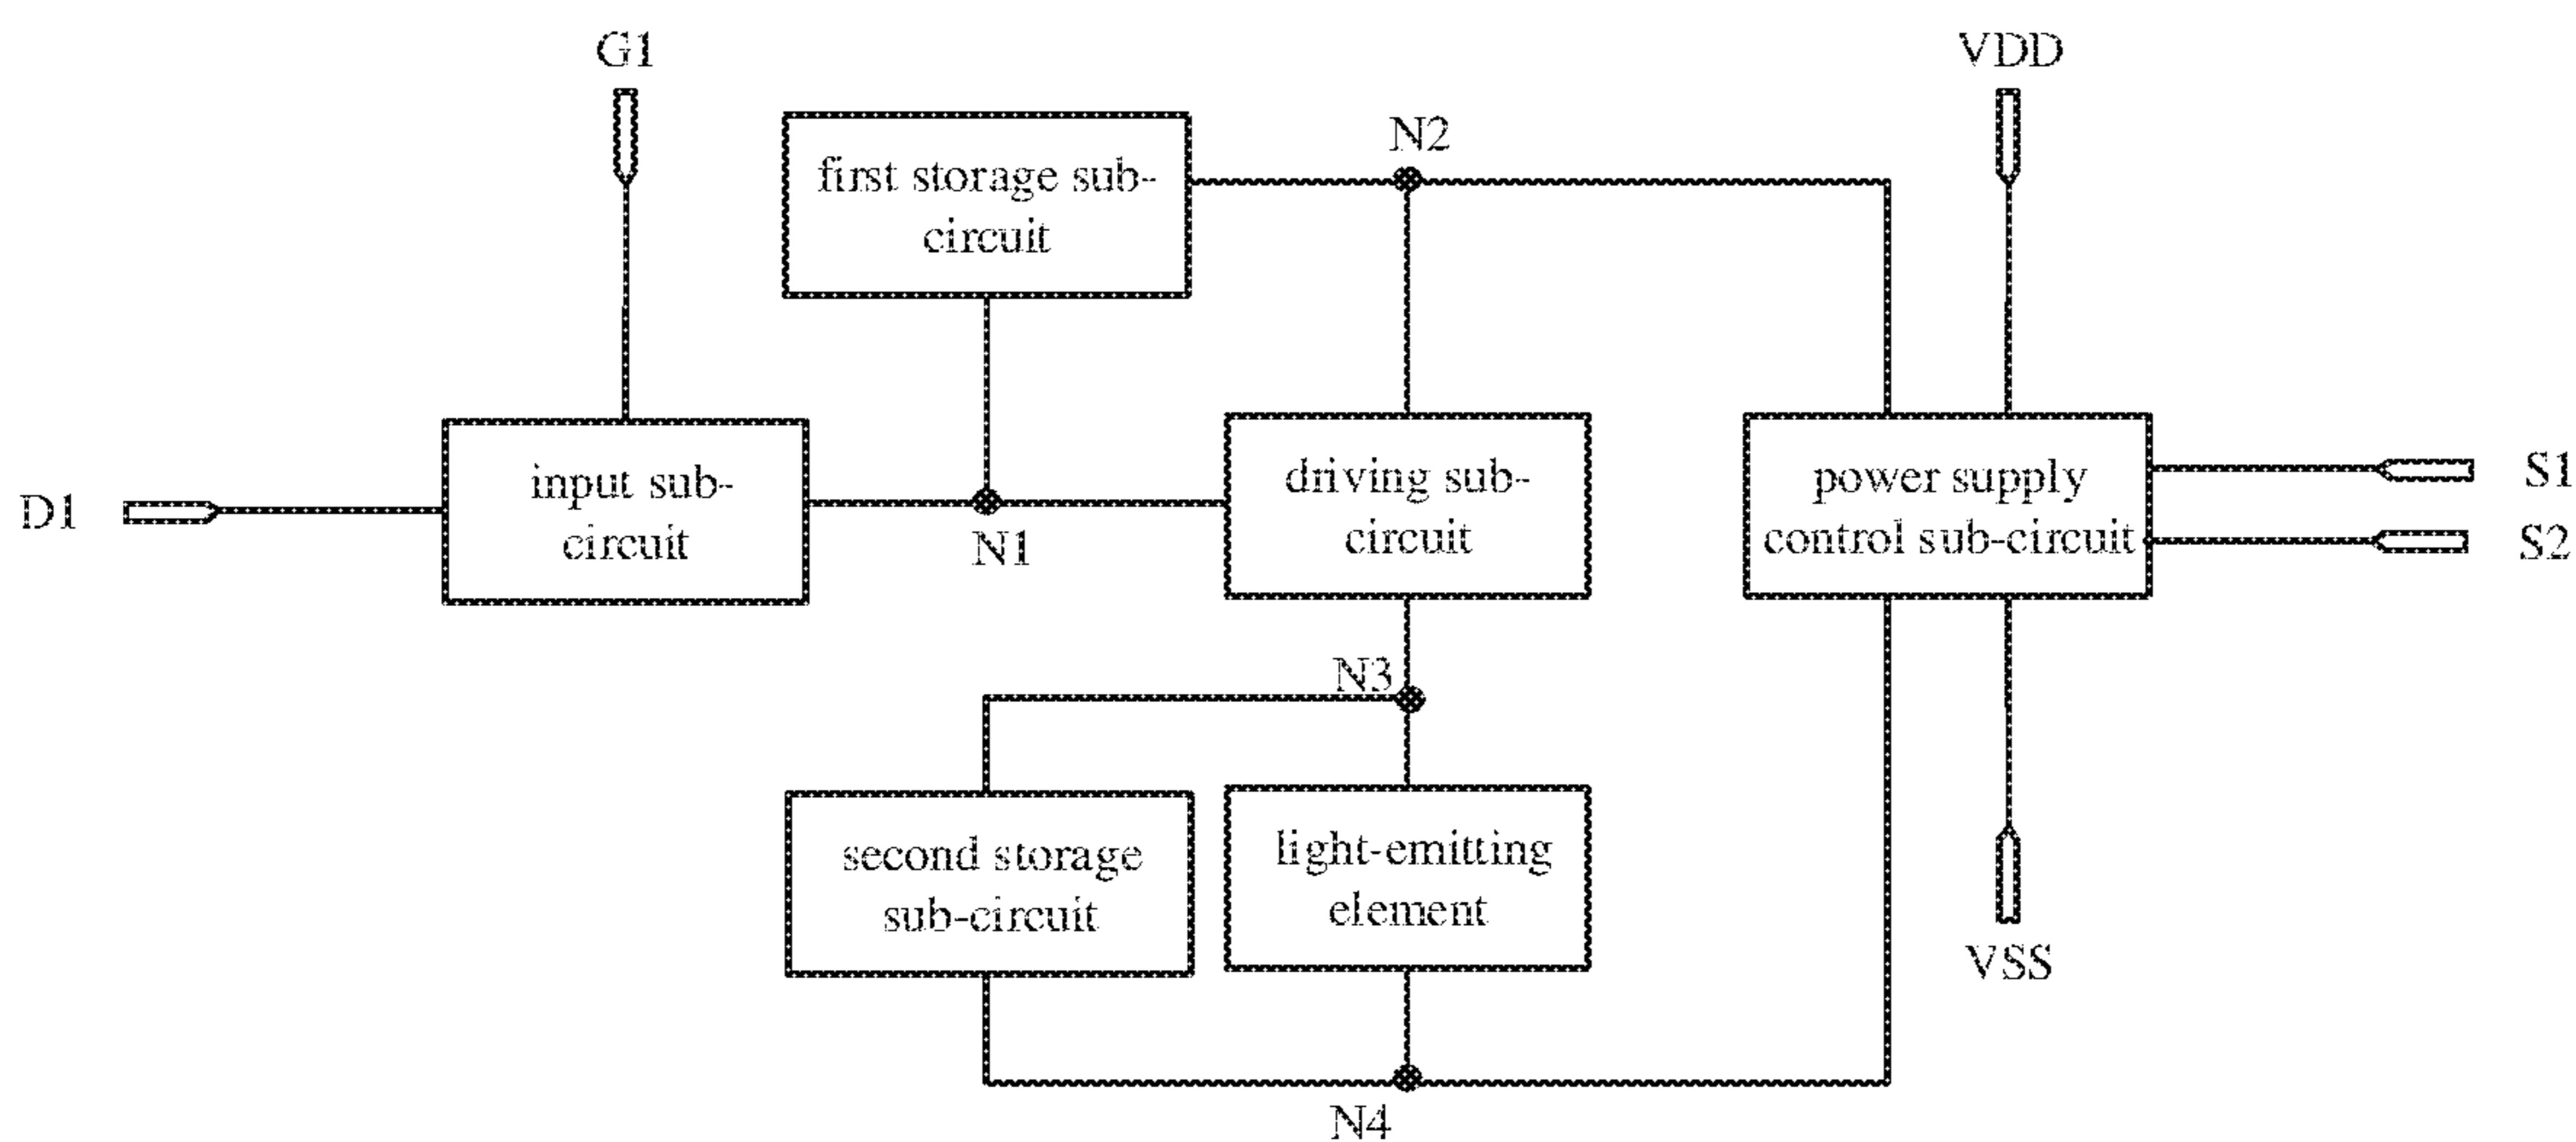 G1
VDD
first storage sub-
circuit
N2
D1
input sub-
circuit
N1
driving sub-
circuit
power supply
control sub-circuit
S1
S2
N3
second storage
sub-circuit
light-emitting
element
VSS
N4